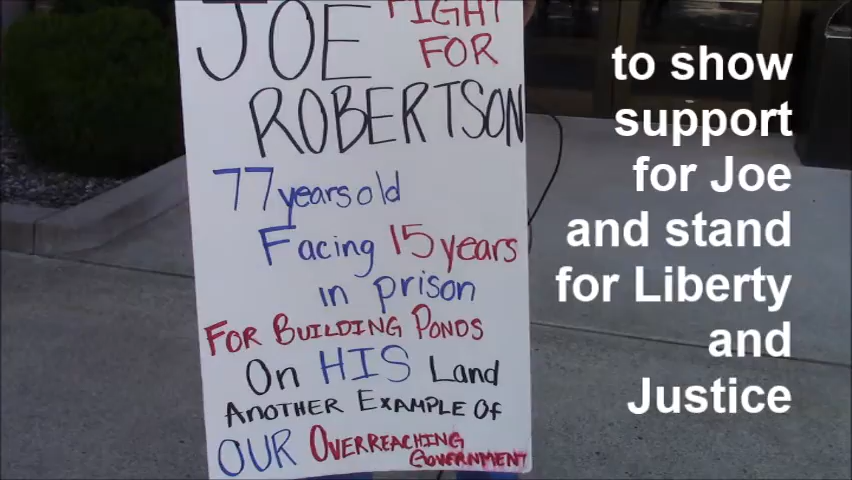 FIGHT
JOE
FOR
ROBERTSON
77 years old
Facing 15 years
in prison
FOR BUILDING PONDS
On HIS Land
ANOTHER EXAMPLE OF
OUR OVERREACHING
GOVERNMENT
to show
support
for Joe
and stand
for Liberty
and
Justice